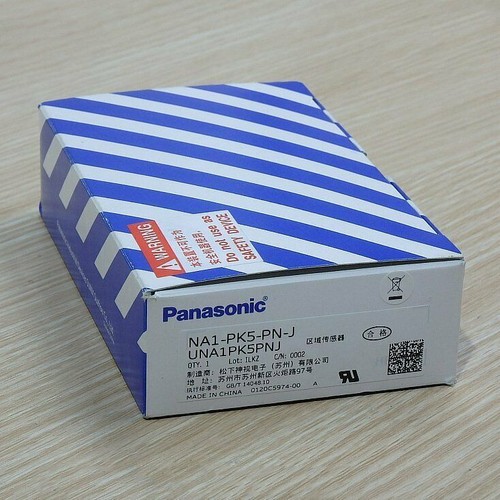 WARNING
本装置不可作为
安全装置使用。
Do not use as
SAFETY DEVICE
Panasonic
NA1-PK5-PN-J
区域传感器
UNA1PK5PNJ
合格
QTY. 1 Lot: ILKZ C/N: 0002
制造商: 松下神视电子 (苏州) 有限公司
地 址: 苏州市苏州新区火炬路97号
执行标准号: GB/T 14048.10
MADE IN CHINA 0120C5974-00 A